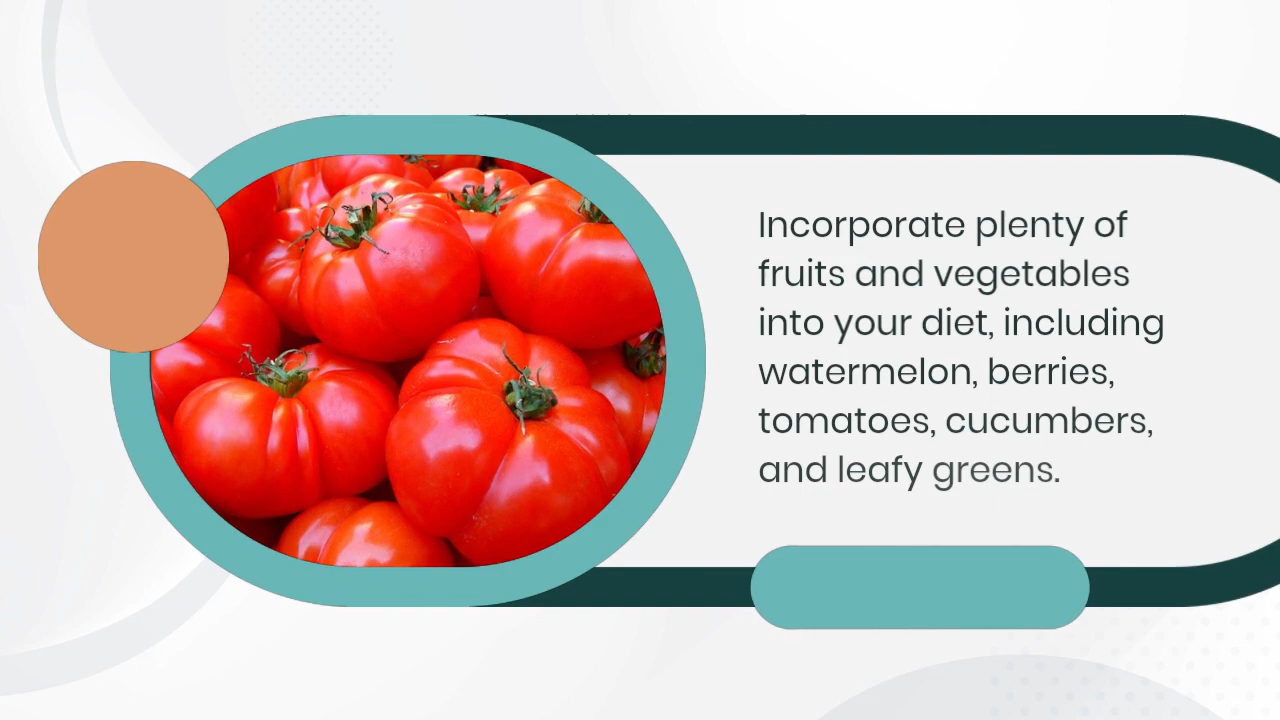 Incorporate plenty of
fruits and vegetables
into your diet, including
watermelon, berries,
tomatoes, cucumbers,
and leafy greens.